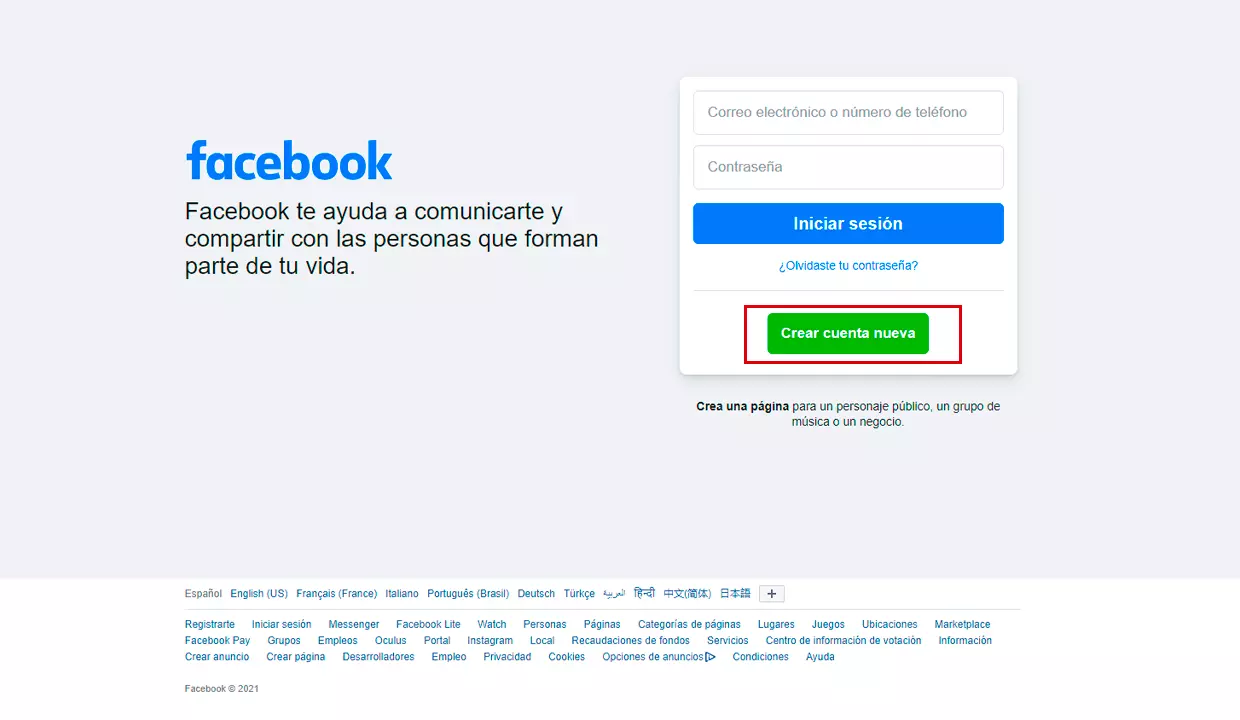 facebook
Facebook te ayuda a comunicarte y
compartir con las personas que forman
parte de tu vida.
Correo electrónico o número de teléfono
Contraseña
Iniciar sesión
¿Olvidaste tu contraseña?
Crear cuenta nueva
Crea una página para un personaje público, un grupo de
música o un negocio.
Español English (US) Français (France) Italiano Português (Brasil) Deutsch Türkçe العربية हिन्दी 中文(简体) 日本語 +
Registrarte Iniciar sesión Messenger Facebook Lite Watch Personas Páginas Categorías de páginas Lugares Juegos Ubicaciones Marketplace
Facebook Pay Grupos Empleos Oculus Portal Instagram Local Recaudaciones de fondos Servicios Centro de información de votación Información
Crear anuncio Crear página Desarrolladores Empleo Privacidad Cookies Opciones de anuncios Condiciones Ayuda
Facebook © 2021